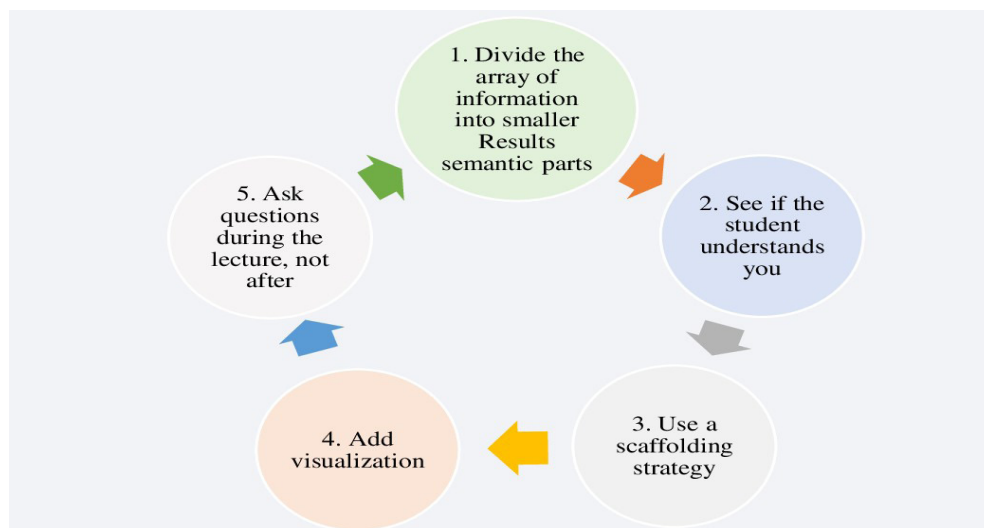 1. Divide the
array of
information
into smaller
Results
semantic parts
2. See if the
student
understands
you
3. Use a
scaffolding
strategy
4. Add
visualization
5. Ask
questions
during the
lecture, not
after